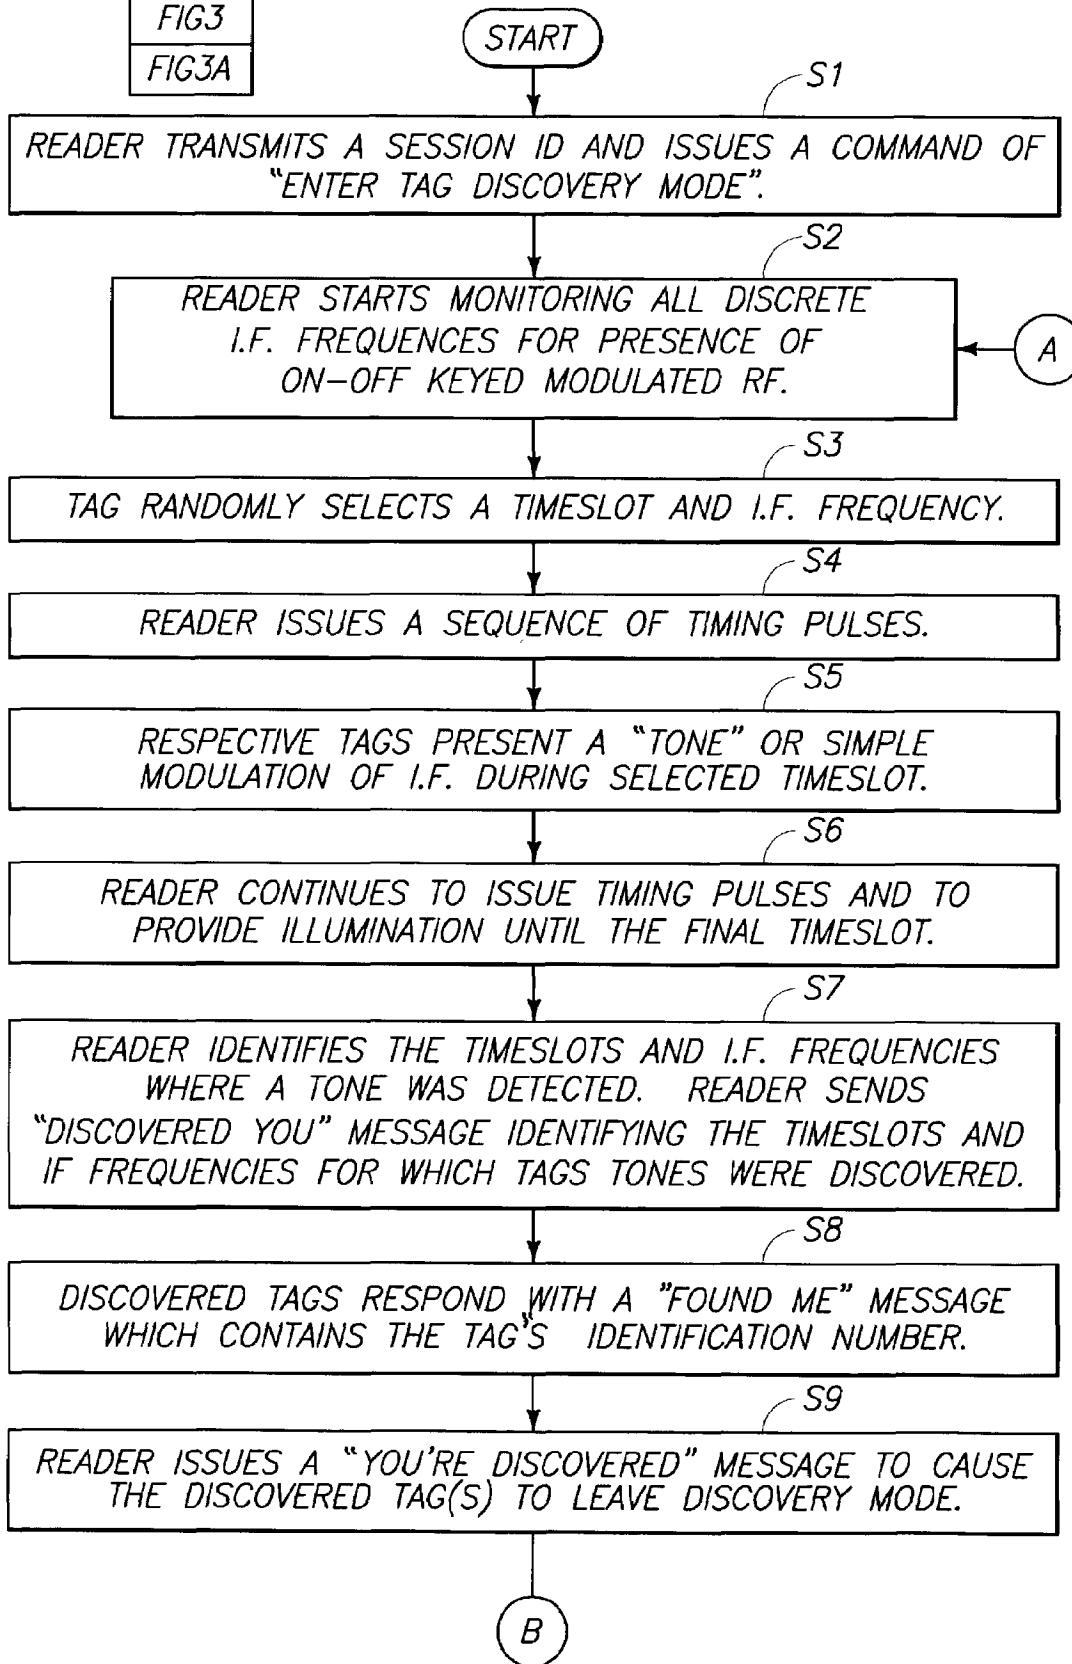 FIG3
FIG3A
START
S1
READER TRANSMITS A SESSION ID AND ISSUES A COMMAND OF
"ENTER TAG DISCOVERY MODE".
S2
READER STARTS MONITORING ALL DISCRETE
I.F. FREQUENCES FOR PRESENCE OF
ON-OFF KEYED MODULATED RF.
A
S3
TAG RANDOMLY SELECTS A TIMESLOT AND I.F. FREQUENCY.
S4
READER ISSUES A SEQUENCE OF TIMING PULSES.
S5
RESPECTIVE TAGS PRESENT A "TONE" OR SIMPLE
MODULATION OF I.F. DURING SELECTED TIMESLOT.
S6
READER CONTINUES TO ISSUE TIMING PULSES AND TO
PROVIDE ILLUMINATION UNTIL THE FINAL TIMESLOT.
S7
READER IDENTIFIES THE TIMESLOTS AND I.F. FREQUENCIES
WHERE A TONE WAS DETECTED. READER SENDS
"DISCOVERED YOU" MESSAGE IDENTIFYING THE TIMESLOTS AND
IF FREQUENCIES FOR WHICH TAGS TONES WERE DISCOVERED.
S8
DISCOVERED TAGS RESPOND WITH A "FOUND ME" MESSAGE
WHICH CONTAINS THE TAG"S IDENTIFICATION NUMBER.
S9
READER ISSUES A "YOU'RE DISCOVERED" MESSAGE TO CAUSE
THE DISCOVERED TAG(S) TO LEAVE DISCOVERY MODE.
B